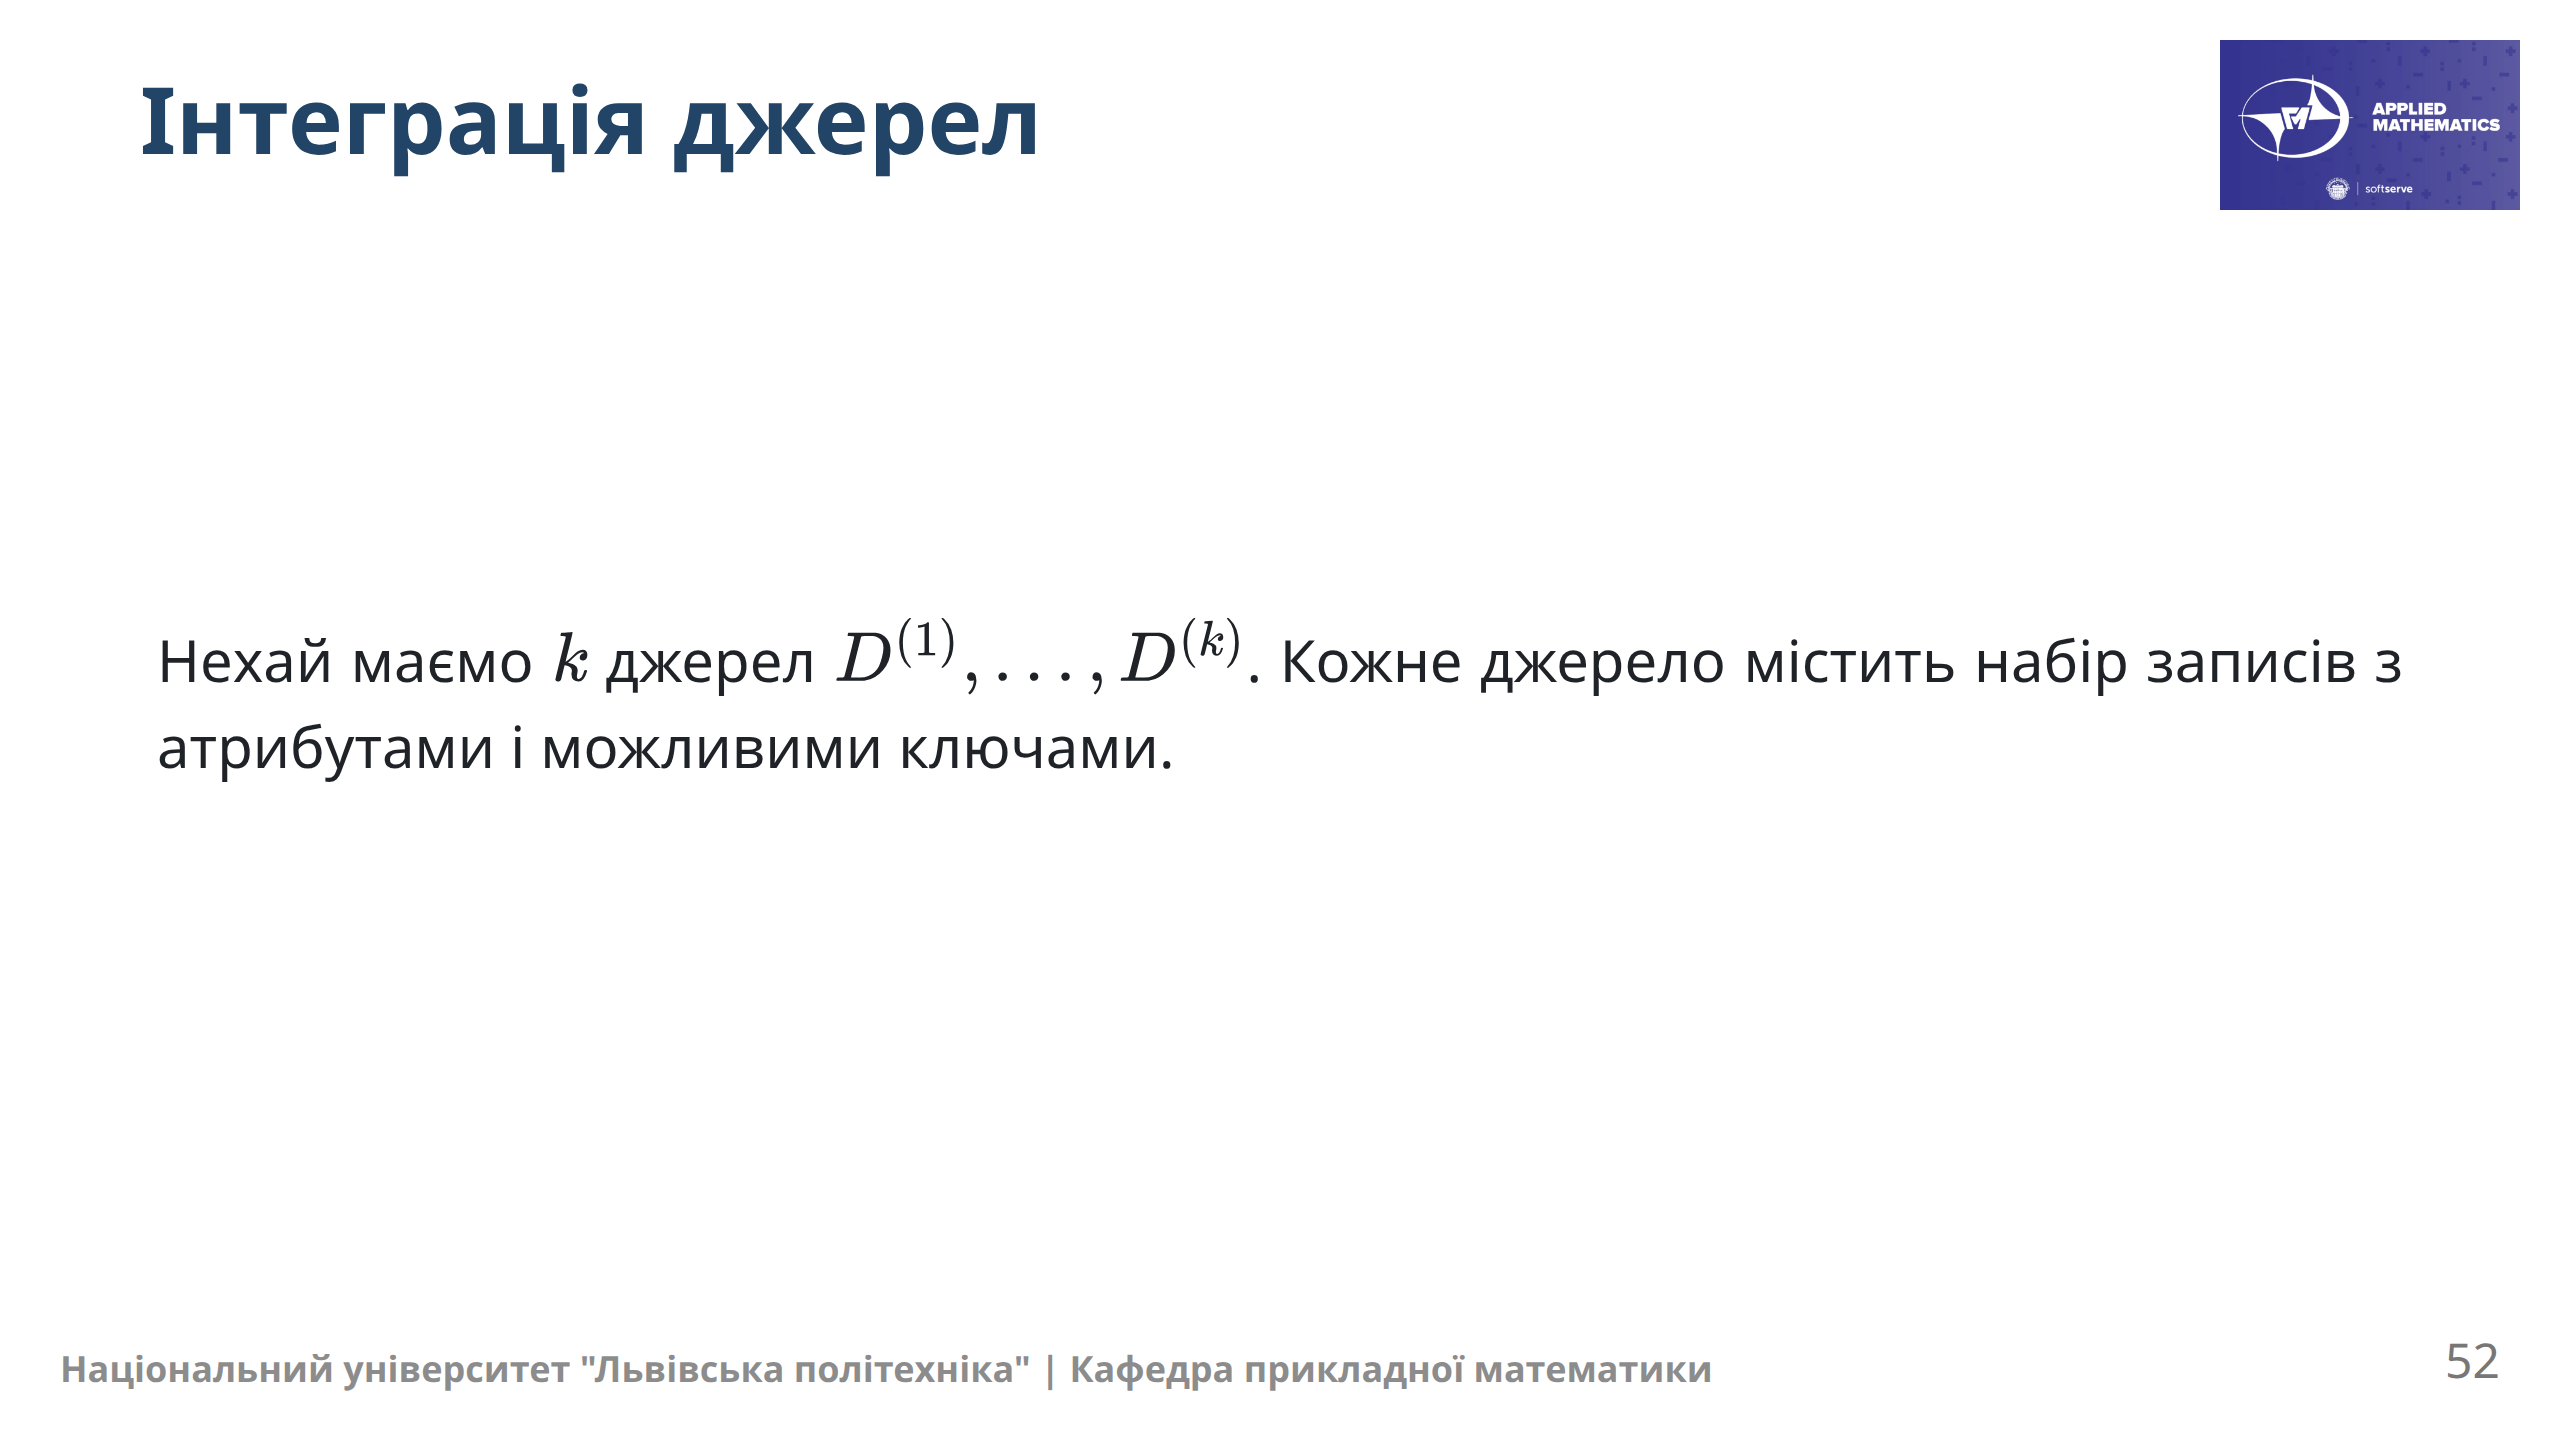 Інтеграція джерел
APPLIED
MATHEMATICS
softserve
Нехай маємо k джерел D^(1), . . . , D^(k). Кожне джерело містить набір записів з
атрибутами і можливими ключами.
Національний університет "Львівська політехніка" | Кафедра прикладної математики
52